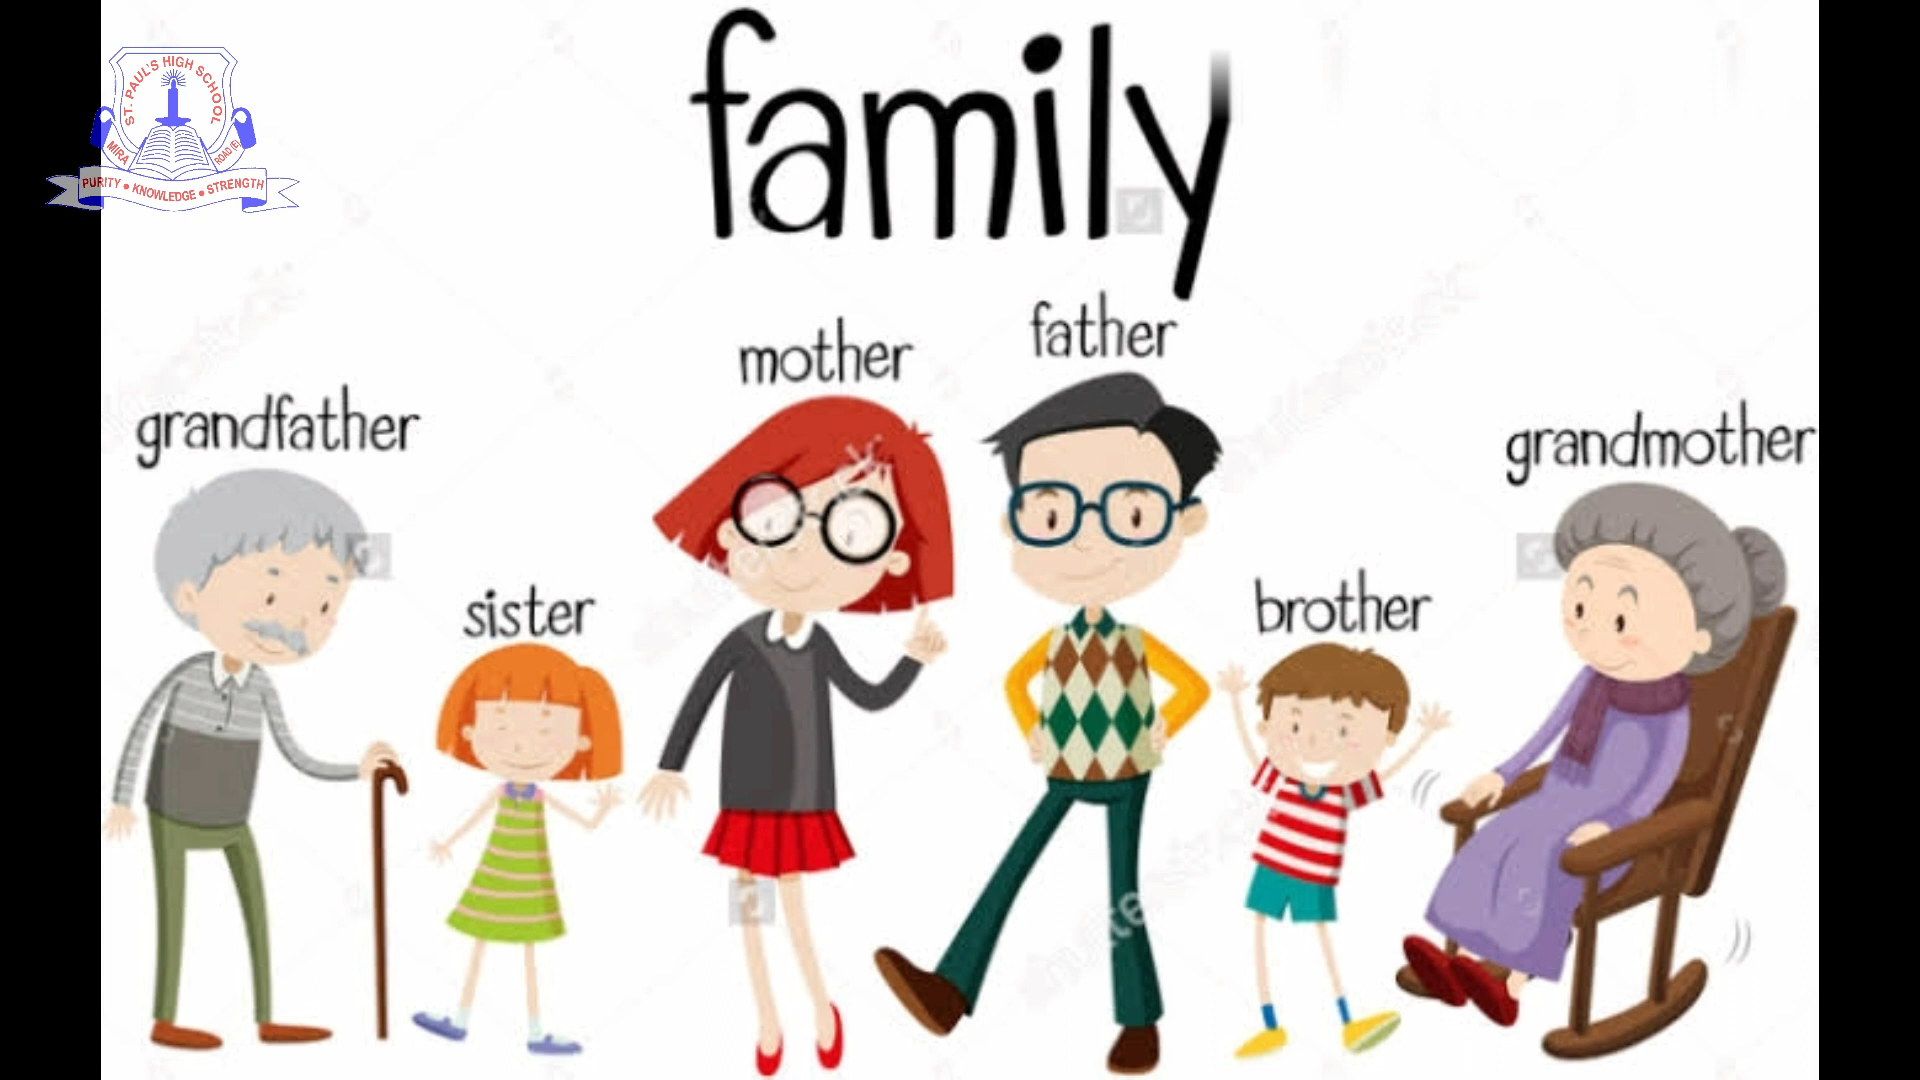 ST. PAUL'S HIGH SCHOOL
MIRA ROAD (E)
PURITY • KNOWLEDGE • STRENGTH
family
father
mother
grandfather
grandmother
brother
sister